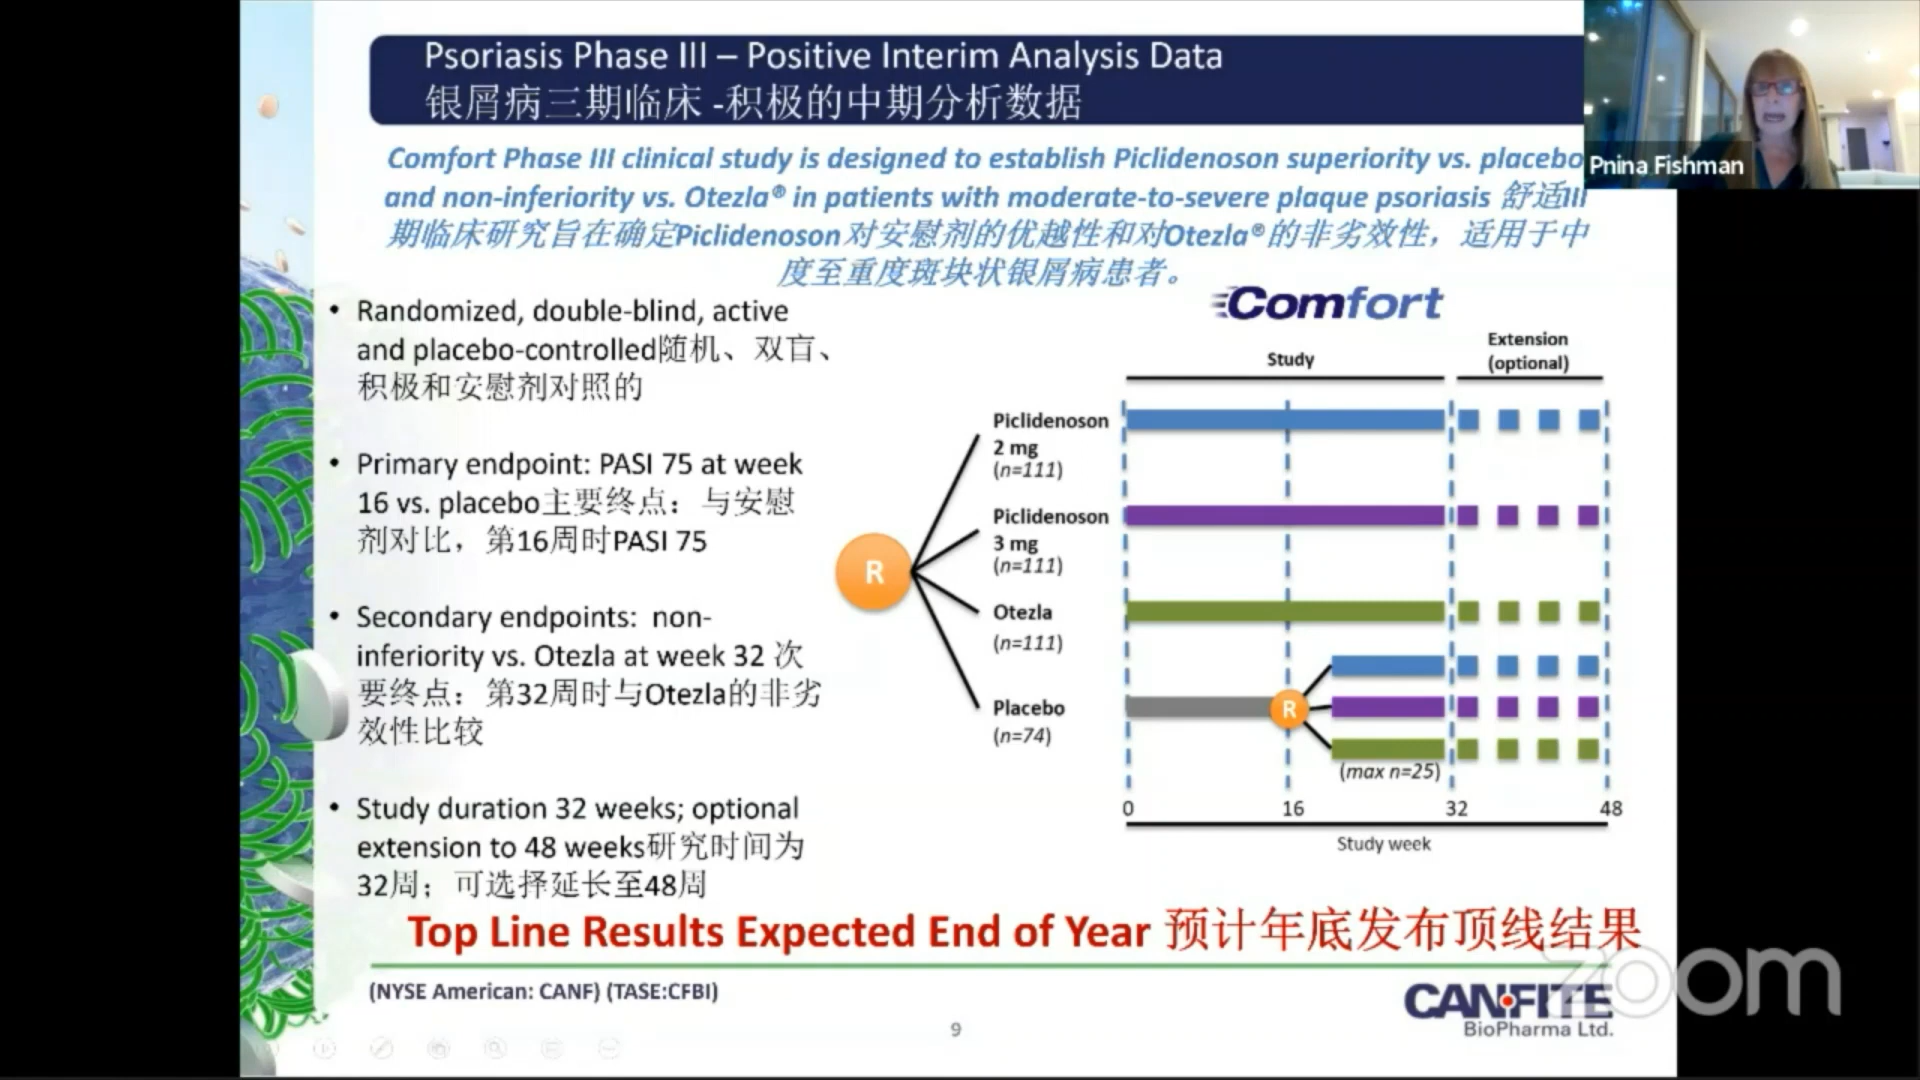 Psoriasis Phase III – Positive Interim Analysis Data
银屑病三期临床 -积极的中期分析数据
Pnina Fishman
Comfort Phase III clinical study is designed to establish Piclidenoson superiority vs. placebo
and non-inferiority vs. Otezla® in patients with moderate-to-severe plaque psoriasis 舒适III
期临床研究旨在确定Piclidenoson对安慰剂的优越性和对Otezla®的非劣效性，适用于中
度至重度斑块状银屑病患者。
• Randomized, double-blind, active
and placebo-controlled随机、双盲、
积极和安慰剂对照的
• Primary endpoint: PASI 75 at week
16 vs. placebo主要终点：与安慰
剂对比，第16周时PASI 75
• Secondary endpoints: non-
inferiority vs. Otezla at week 32 次
要终点：第32周时与Otezla的非劣
效性比较
• Study duration 32 weeks; optional
extension to 48 weeks研究时间为
32周；可选择延长至48周
Comfort
Study
Extension
(optional)
R
Piclidenoson
2 mg
(n=111)
Piclidenoson
3 mg
(n=111)
Otezla
(n=111)
Placebo
(n=74)
R
(max n=25)
0 16 32 48
Study week
Top Line Results Expected End of Year 预计年底发布顶线结果
(NYSE American: CANF) (TASE:CFBI)
9
CANFITE
BioPharma Ltd.
zoom